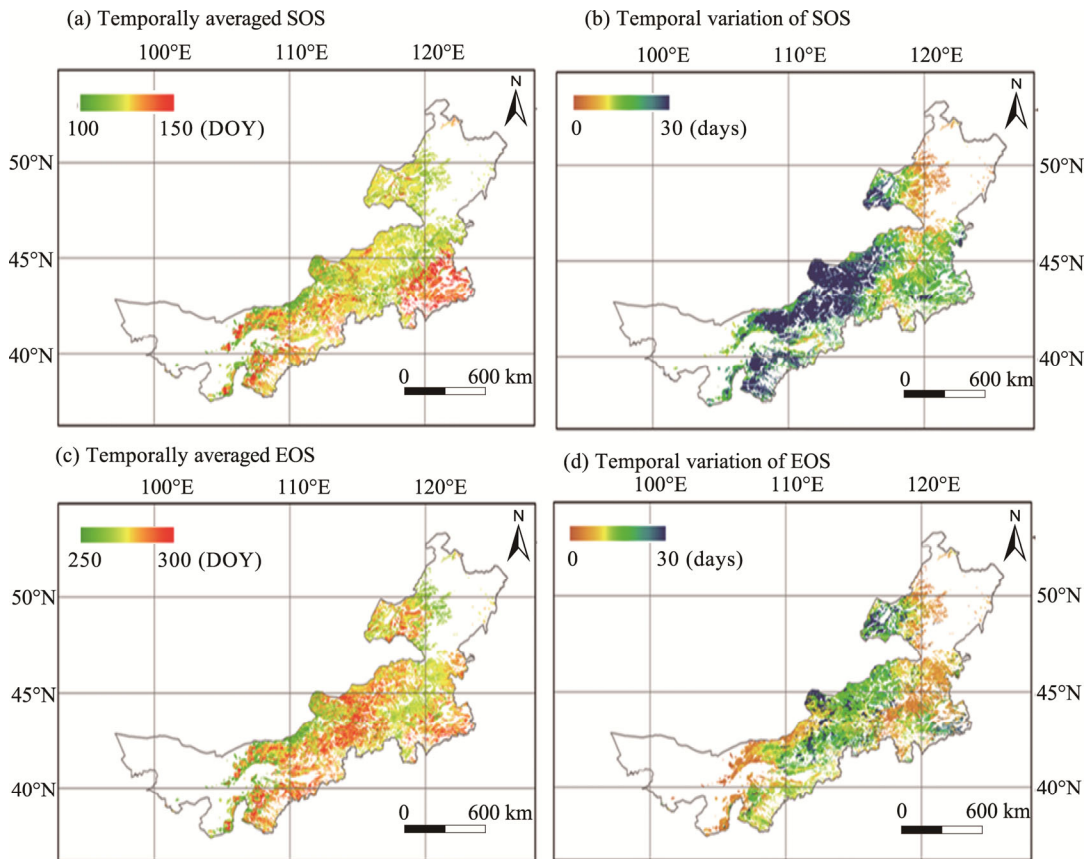 (a) Temporally averaged SOS
100°E 110°E 120°E
N
100 150 (DOY)
50°N
45°N
40°N
0 600 km
(b) Temporal variation of SOS
100°E 110°E 120°E
N
0 30 (days)
50°N
45°N
40°N
0 600 km
(c) Temporally averaged EOS
100°E 110°E 120°E
N
250 300 (DOY)
50°N
45°N
40°N
0 600 km
(d) Temporal variation of EOS
100°E 110°E 120°E
N
0 30 (days)
50°N
45°N
40°N
0 600 km